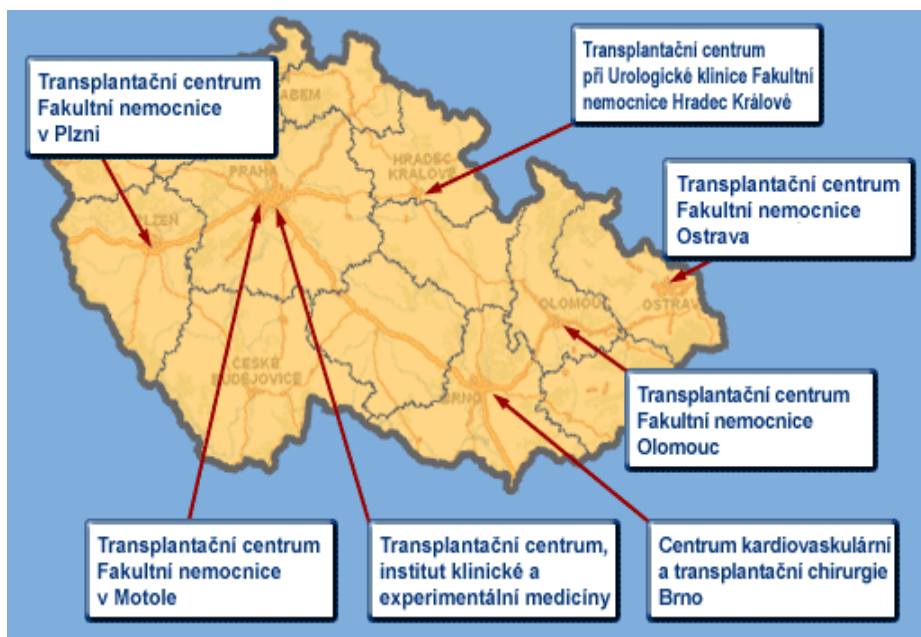 Transplantační centrum
Fakultní nemocnice
v Plzni
Transplantační centrum
při Urologické klinice Fakultní
nemocnice Hradec Králové
PRAHA
HRADEC
KRÁLOVÉ
Transplantační centrum
Fakultní nemocnice
Ostrava
PLZEŇ
OLOMOUC
OSTRAVA
ČESKÉ
BUDĚJOVICE
BRNO
Transplantační centrum
Fakultní nemocnice
Olomouc
Transplantační centrum
Fakultní nemocnice
v Motole
Transplantační centrum,
institut klinické a
experimentální medicíny
Centrum kardiovaskulární
a transplantační chirurgie
Brno